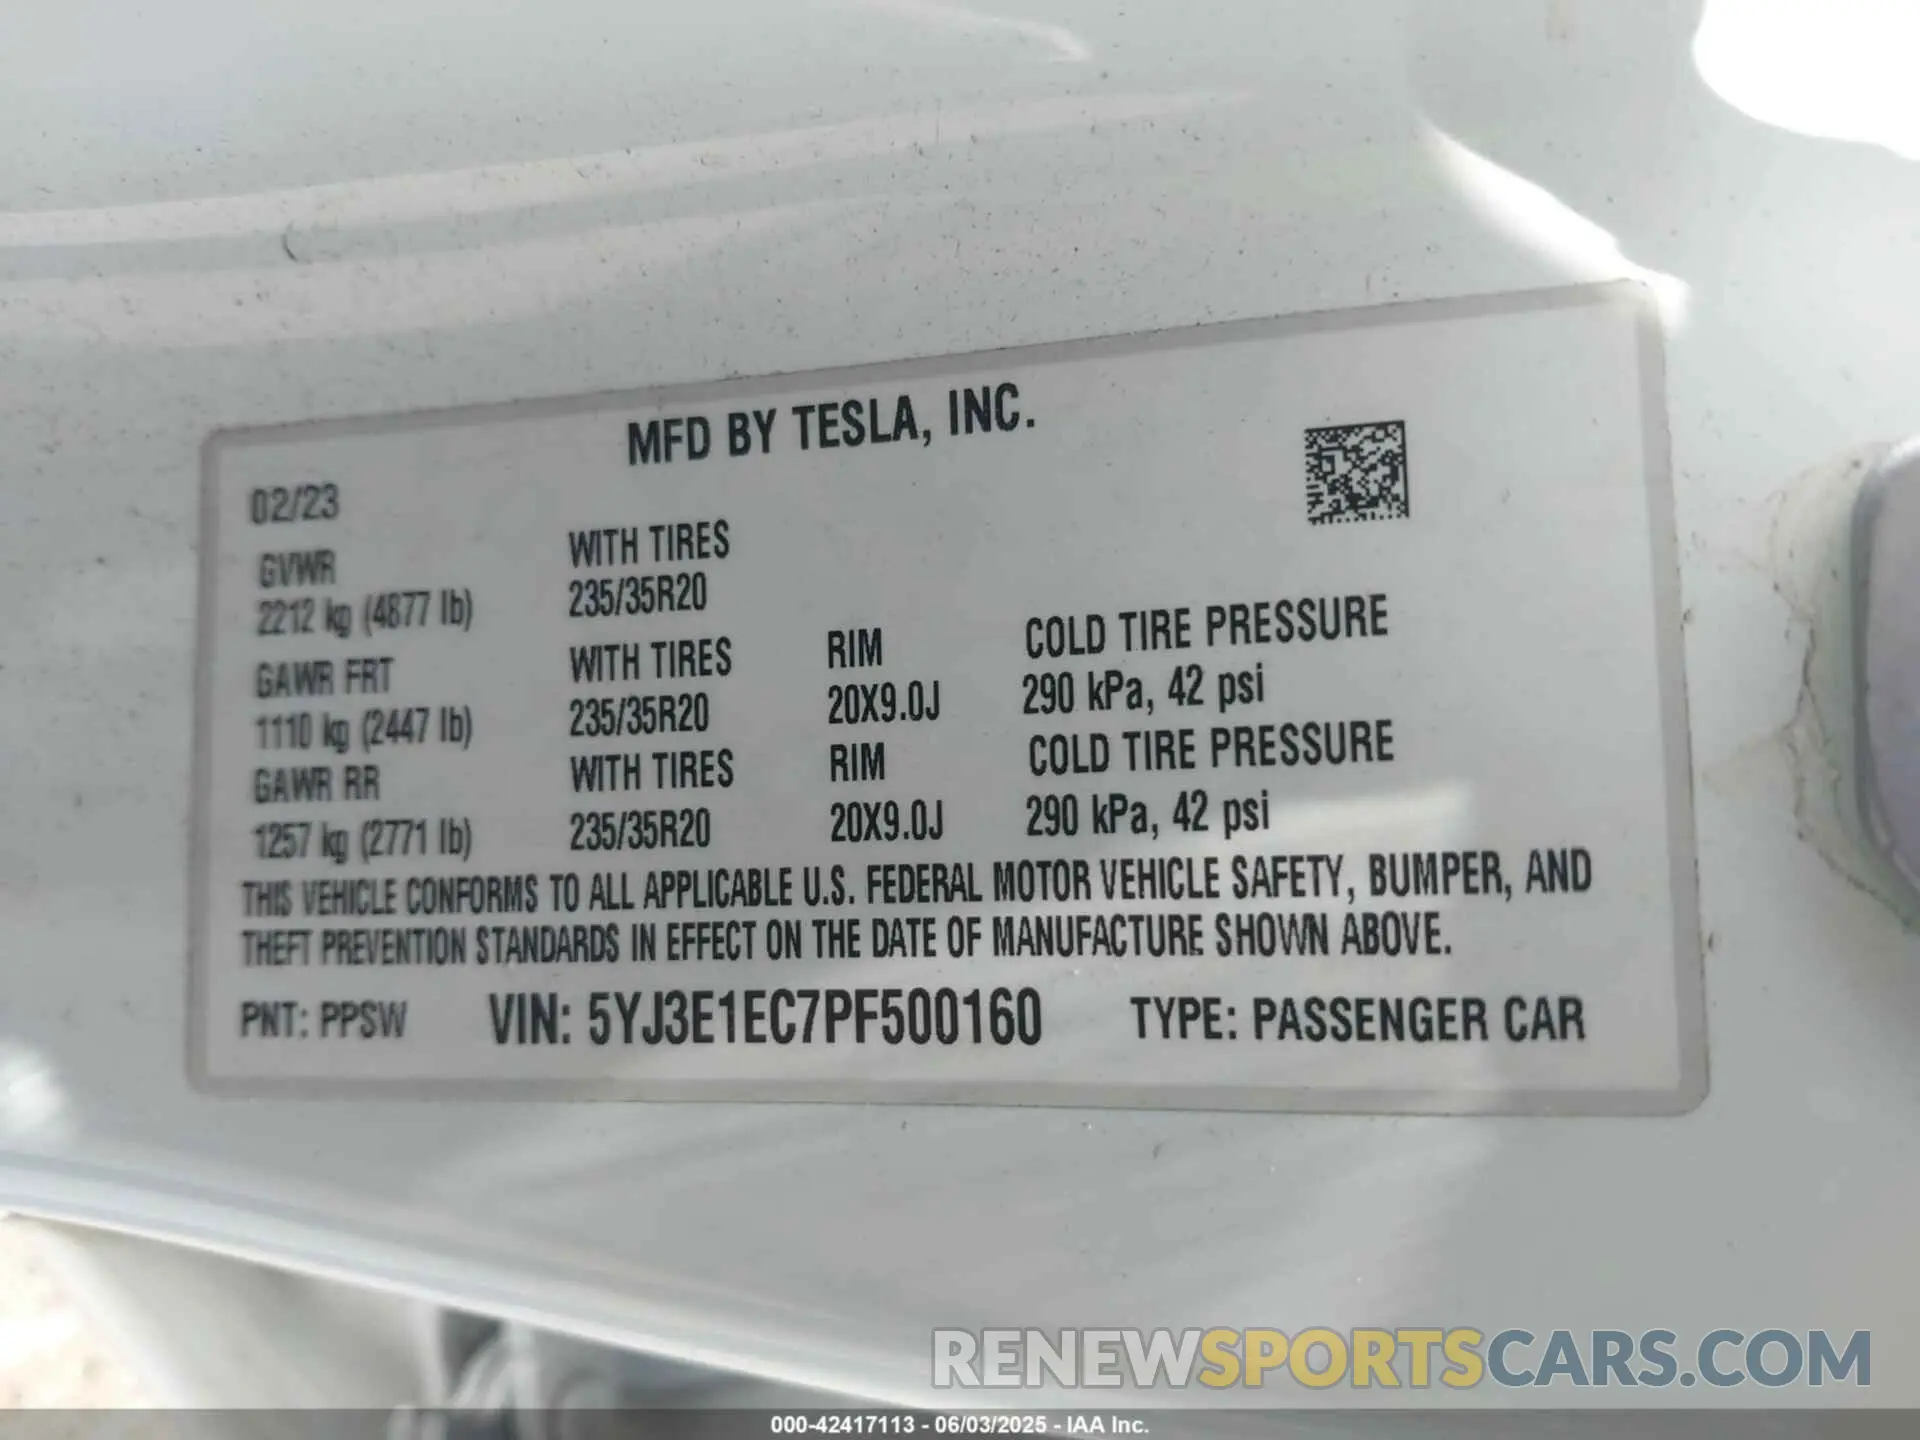 MFD BY TESLA, INC.
02/23
GVWR WITH TIRES
2212 kg (4877 lb) 235/35R20
GAWR FRT WITH TIRES RIM COLD TIRE PRESSURE
1110 kg (2447 lb) 235/35R20 20X9.0J 290 kPa, 42 psi
GAWR RR WITH TIRES RIM COLD TIRE PRESSURE
1257 kg (2771 lb) 235/35R20 20X9.0J 290 kPa, 42 psi
THIS VEHICLE CONFORMS TO ALL APPLICABLE U.S. FEDERAL MOTOR VEHICLE SAFETY, BUMPER, AND
THEFT PREVENTION STANDARDS IN EFFECT ON THE DATE OF MANUFACTURE SHOWN ABOVE.
PNT: PPSW VIN: 5YJ3E1EC7PF500160 TYPE: PASSENGER CAR
RENEWSPORTSCARS.COM
000-42417113 - 06/03/2025 - IAA Inc.